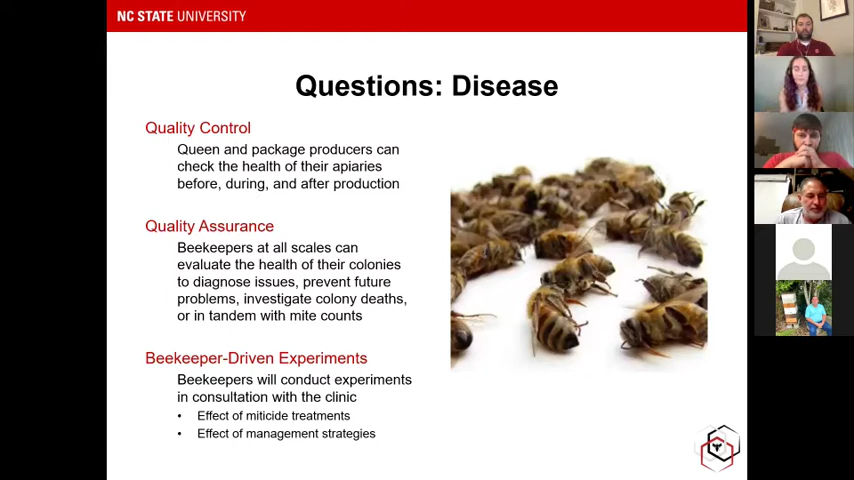 NC STATE UNIVERSITY
Questions: Disease
Quality Control
Queen and package producers can
check the health of their apiaries
before, during, and after production
Quality Assurance
Beekeepers at all scales can
evaluate the health of their colonies
to diagnose issues, prevent future
problems, investigate colony deaths,
or in tandem with mite counts
Beekeeper-Driven Experiments
Beekeepers will conduct experiments
in consultation with the clinic
• Effect of miticide treatments
• Effect of management strategies